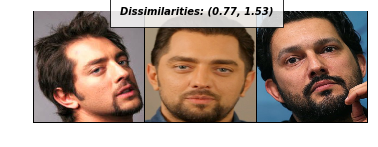 Dissimilarities: (0.77, 1.53)